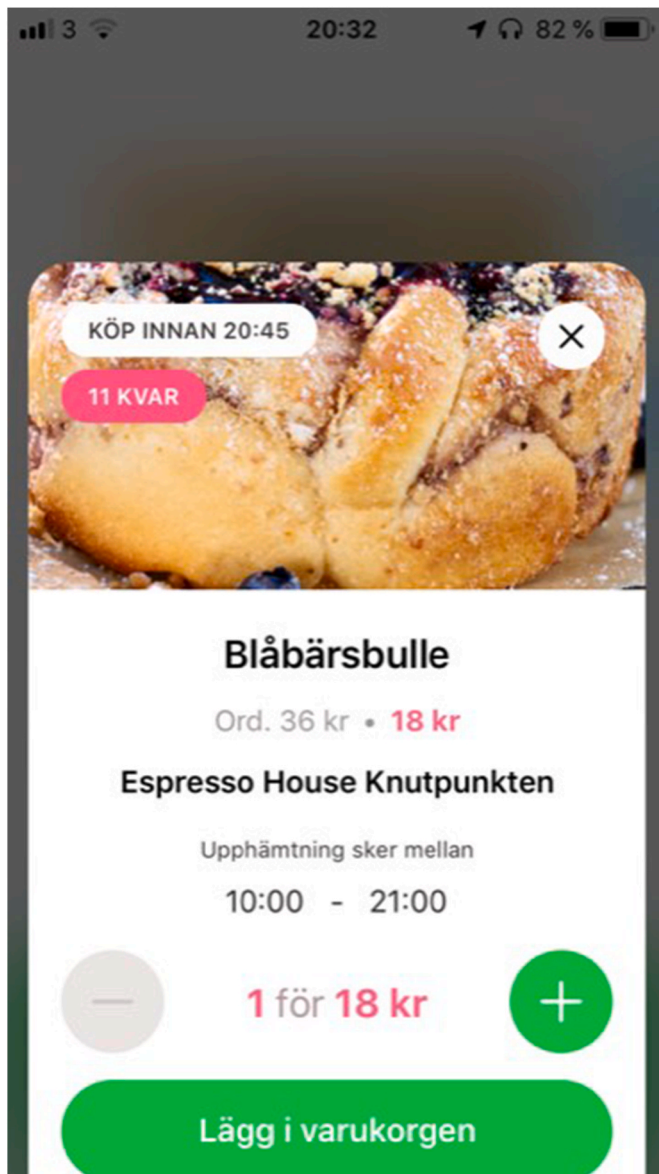 3 20:32 82 %
KÖP INNAN 20:45
11 KVAR
Blåbärsbulle
Ord. 36 kr • 18 kr
Espresso House Knutpunkten
Upphämtning sker mellan
10:00 - 21:00
1 för 18 kr
Lägg i varukorgen